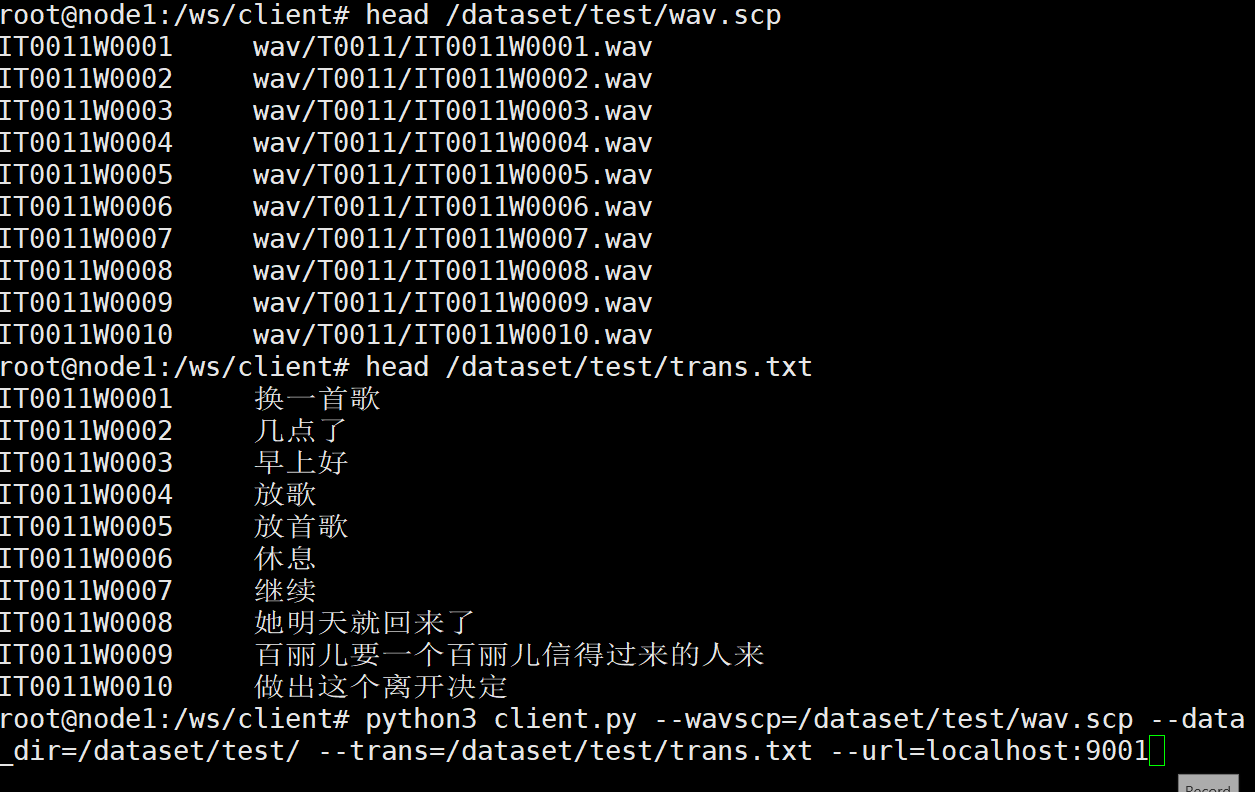 root@node1:/ws/client# head /dataset/test/wav.scp
IT0011W0001     wav/T0011/IT0011W0001.wav
IT0011W0002     wav/T0011/IT0011W0002.wav
IT0011W0003     wav/T0011/IT0011W0003.wav
IT0011W0004     wav/T0011/IT0011W0004.wav
IT0011W0005     wav/T0011/IT0011W0005.wav
IT0011W0006     wav/T0011/IT0011W0006.wav
IT0011W0007     wav/T0011/IT0011W0007.wav
IT0011W0008     wav/T0011/IT0011W0008.wav
IT0011W0009     wav/T0011/IT0011W0009.wav
IT0011W0010     wav/T0011/IT0011W0010.wav
root@node1:/ws/client# head /dataset/test/trans.txt
IT0011W0001     换一首歌
IT0011W0002     几点了
IT0011W0003     早上好
IT0011W0004     放歌
IT0011W0005     放首歌
IT0011W0006     休息
IT0011W0007     继续
IT0011W0008     她明天就回来了
IT0011W0009     百丽儿要一个百丽儿信得过来的人来
IT0011W0010     做出这个离开决定
root@node1:/ws/client# python3 client.py --wavscp=/dataset/test/wav.scp --data
_dir=/dataset/test/ --trans=/dataset/test/trans.txt --url=localhost:9001
Record